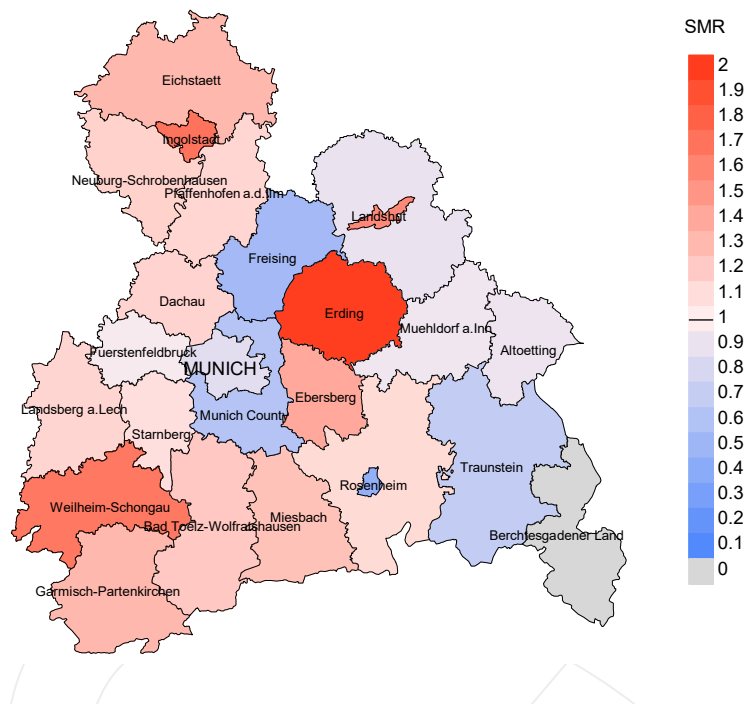 SMR
2
1.9
1.8
1.7
1.6
1.5
1.4
1.3
1.2
1.1
1
0.9
0.8
0.7
0.6
0.5
0.4
0.3
0.2
0.1
0
Eichstaett
Ingolstadt
Neuburg-Schrobenhausen
Pfaffenhofen a.d.Ilm
Landshut
Freising
Dachau
Erding
Muehldorf a.Inn
Altoetting
Fuerstenfeldbruck
MUNICH
Ebersberg
Landsberg a.Lech
Munich County
Starnberg
Traunstein
Rosenheim
Weilheim-Schongau
Miesbach
Bad Toelz-Wolfratshausen
Berchtesgadener Land
Garmisch-Partenkirchen